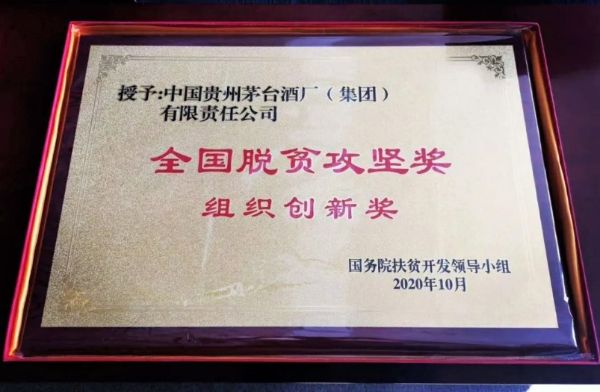 授予:中国贵州茅台酒厂（集团）
有限责任公司
全国脱贫攻坚奖
组织创新奖
国务院扶贫开发领导小组
2020年10月